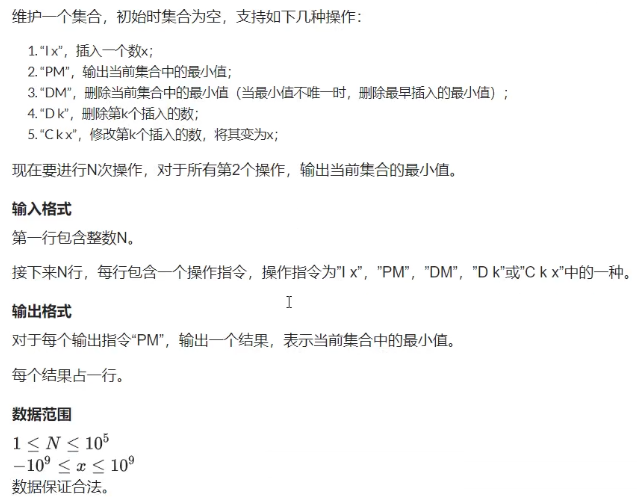 维护一个集合，初始时集合为空，支持如下几种操作：
1. “I x”，插入一个数x；
2. “PM”，输出当前集合中的最小值；
3. “DM”，删除当前集合中的最小值（当最小值不唯一时，删除最早插入的最小值）；
4. “D k”，删除第k个插入的数；
5. “C k x”，修改第k个插入的数，将其变为x；
现在要进行N次操作，对于所有第2个操作，输出当前集合的最小值。
输入格式
第一行包含整数N。
接下来N行，每行包含一个操作指令，操作指令为”I x”，”PM”，”DM”，”D k”或”C k x”中的一种。
输出格式
对于每个输出指令“PM”，输出一个结果，表示当前集合中的最小值。
每个结果占一行。
数据范围
1 ≤ N ≤ 10⁵
−10⁹ ≤ x ≤ 10⁹
数据保证合法。